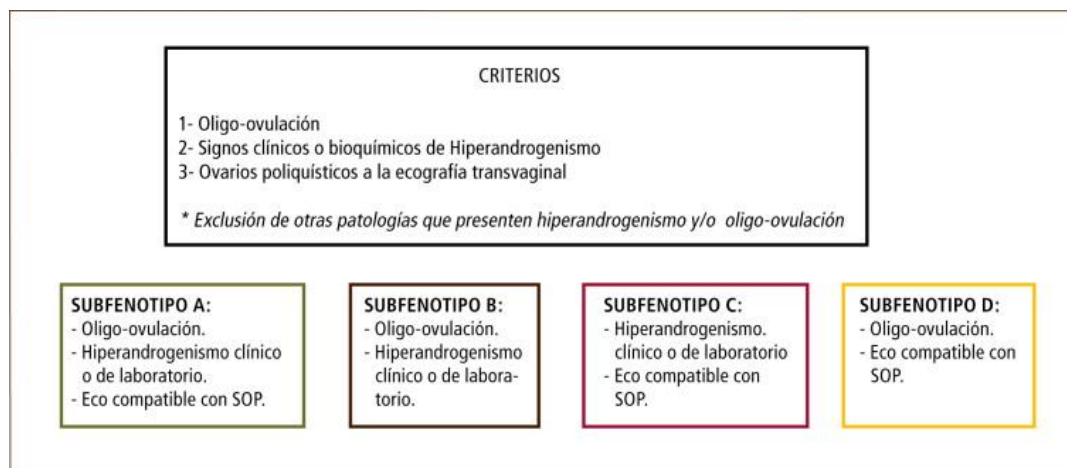 CRITERIOS
1- Oligo-ovulación
2- Signos clínicos o bioquímicos de Hiperandrogenismo
3- Ovarios poliquísticos a la ecografía transvaginal
* Exclusión de otras patologías que presenten hiperandrogenismo y/o oligo-ovulación
SUBFENOTIPO A:
- Oligo-ovulación.
- Hiperandrogenismo clínico
o de laboratorio.
- Eco compatible con SOP.
SUBFENOTIPO B:
- Oligo-ovulación.
- Hiperandrogenismo
clínico o de labora-
torio.
SUBFENOTIPO C:
- Hiperandrogenismo.
clínico o de laboratorio
- Eco compatible con
SOP.
SUBFENOTIPO D:
- Oligo-ovulación.
- Eco compatible con
SOP.